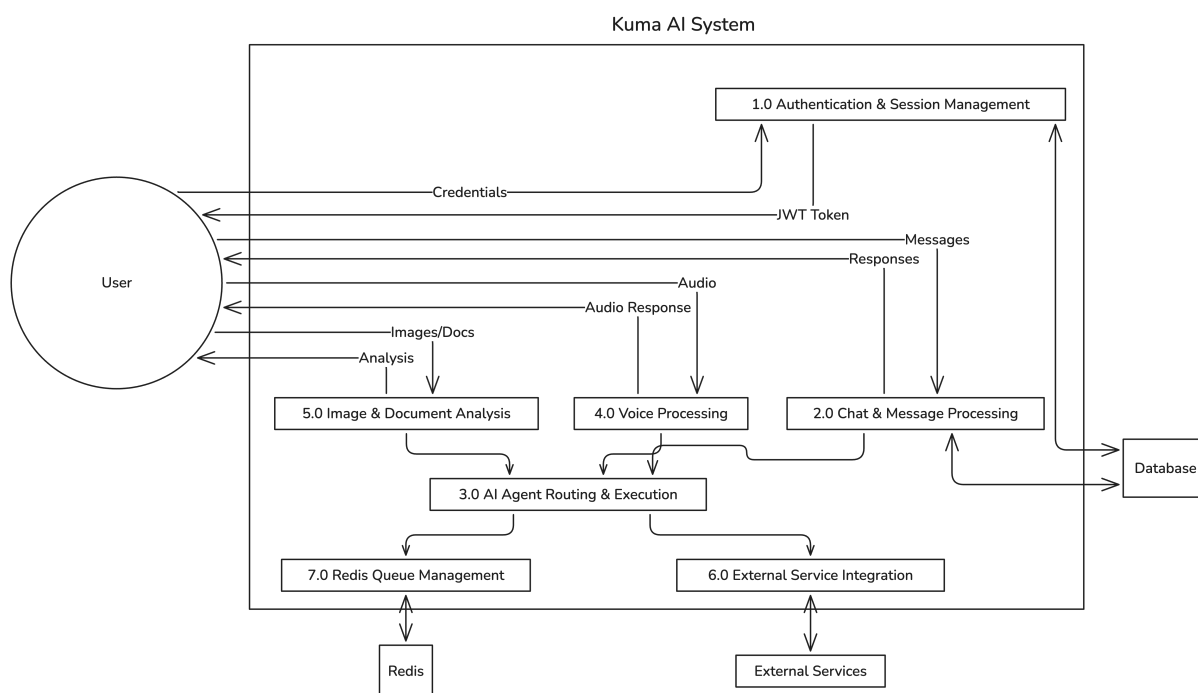 Kuma AI System
1.0 Authentication & Session Management
Credentials
JWT Token
Messages
Responses
User
Audio
Audio Response
Images/Docs
Analysis
5.0 Image & Document Analysis
4.0 Voice Processing
2.0 Chat & Message Processing
Database
3.0 AI Agent Routing & Execution
7.0 Redis Queue Management
6.0 External Service Integration
Redis
External Services